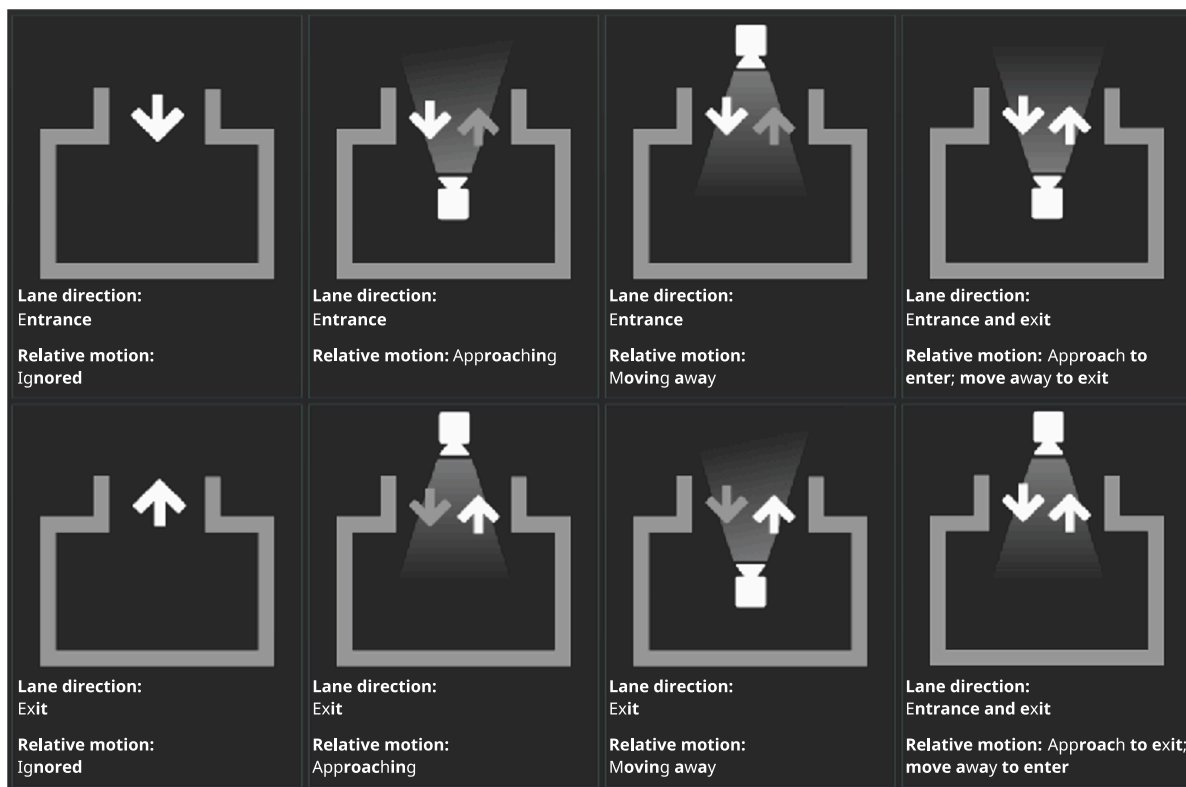 Lane direction:
Entrance
Relative motion:
Ignored
Lane direction:
Entrance
Relative motion: Approaching
Lane direction:
Entrance
Relative motion:
Moving away
Lane direction:
Entrance and exit
Relative motion: Approach to
enter; move away to exit
Lane direction:
Exit
Relative motion:
Ignored
Lane direction:
Exit
Relative motion:
Approaching
Lane direction:
Exit
Relative motion:
Moving away
Lane direction:
Entrance and exit
Relative motion: Approach to exit;
move away to enter